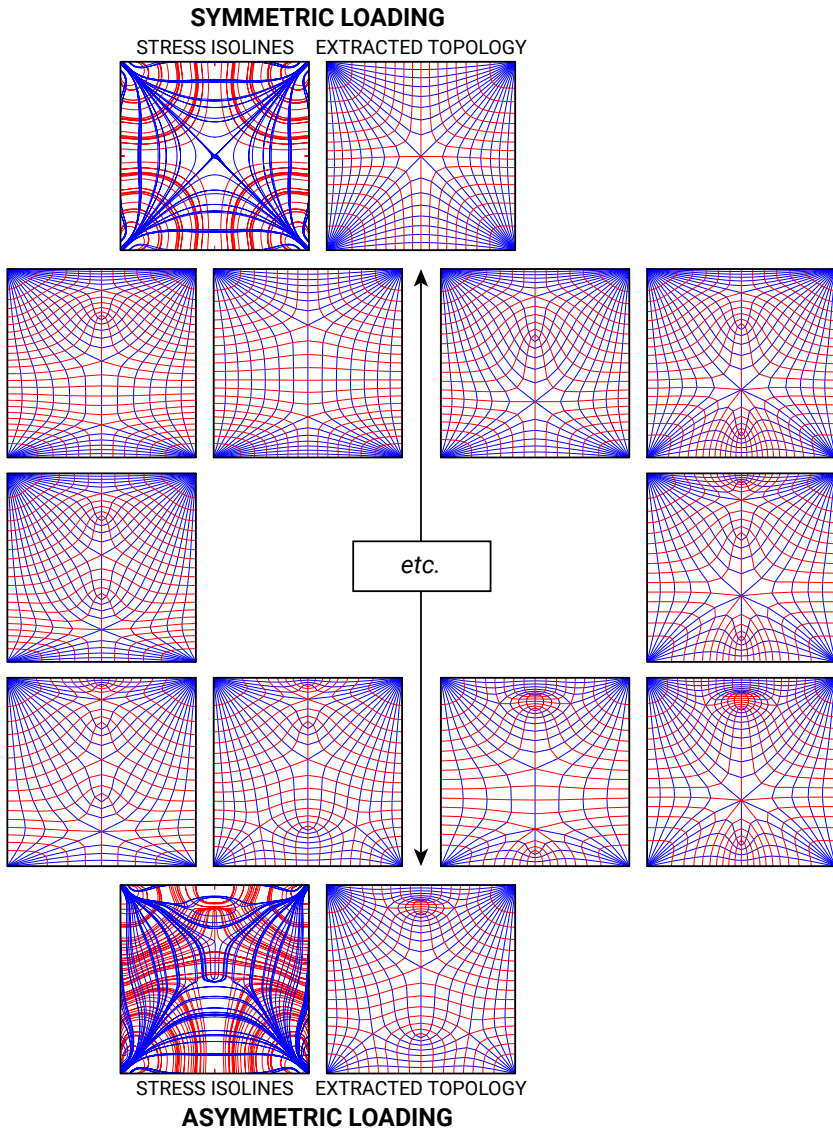 SYMMETRIC LOADING
STRESS ISOLINES EXTRACTED TOPOLOGY
etc.
STRESS ISOLINES EXTRACTED TOPOLOGY
ASYMMETRIC LOADING